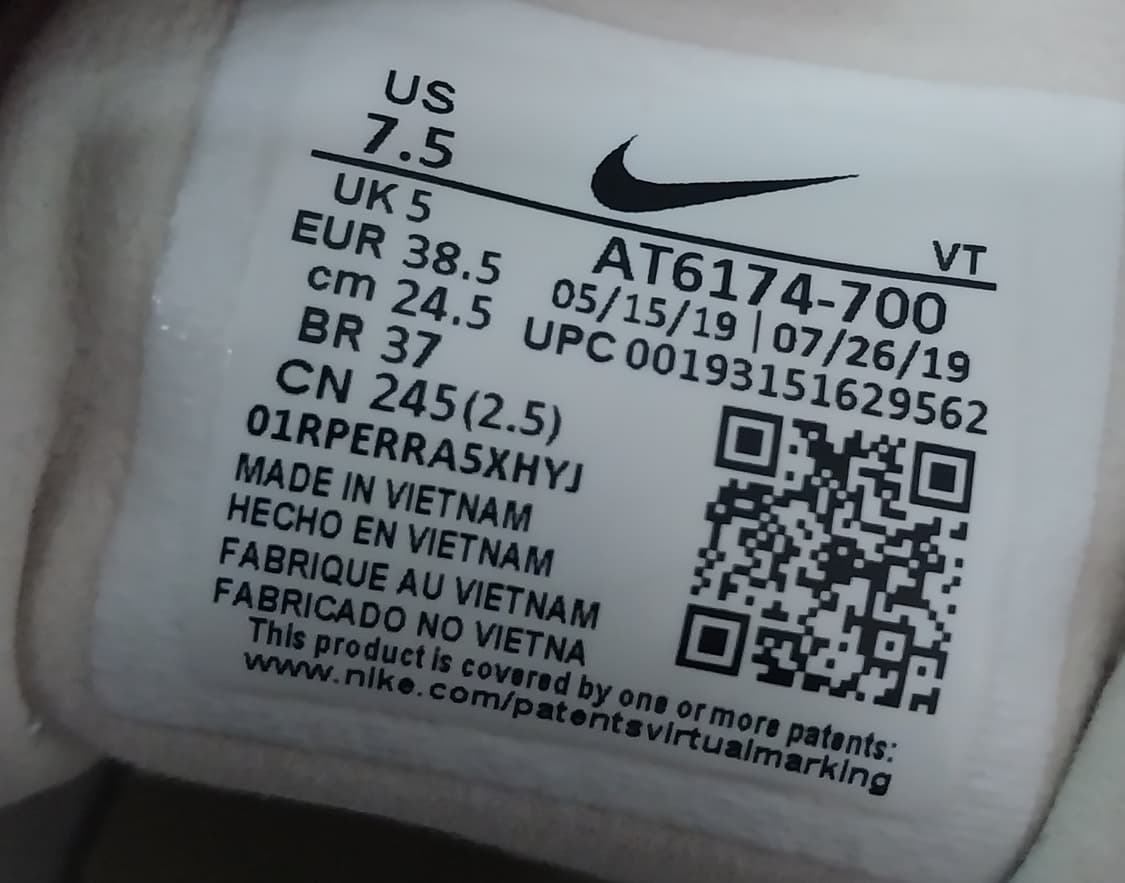 US
7.5
VT
UK 5
EUR 38.5
cm 24.5
BR 37
CN 245(2.5)
01RPERRA5XHYJ
AT6174-700
05/15/19 | 07/26/19
UPC 00193151629562
MADE IN VIETNAM
HECHO EN VIETNAM
FABRIQUE AU VIETNAM
FABRICADO NO VIETNA
This product is covered by one or more patents:
www.nike.com/patentsvirtualmarking